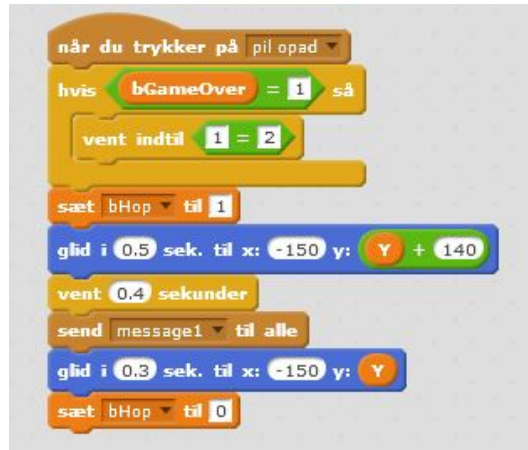 når du trykker på pil opad
hvis bGameOver = 1 så
vent indtil 1 = 2
sæt bHop til 1
glid i 0.5 sek. til x: -150 y: Y + 140
vent 0.4 sekunder
send message1 til alle
glid i 0.3 sek. til x: -150 y: Y
sæt bHop til 0